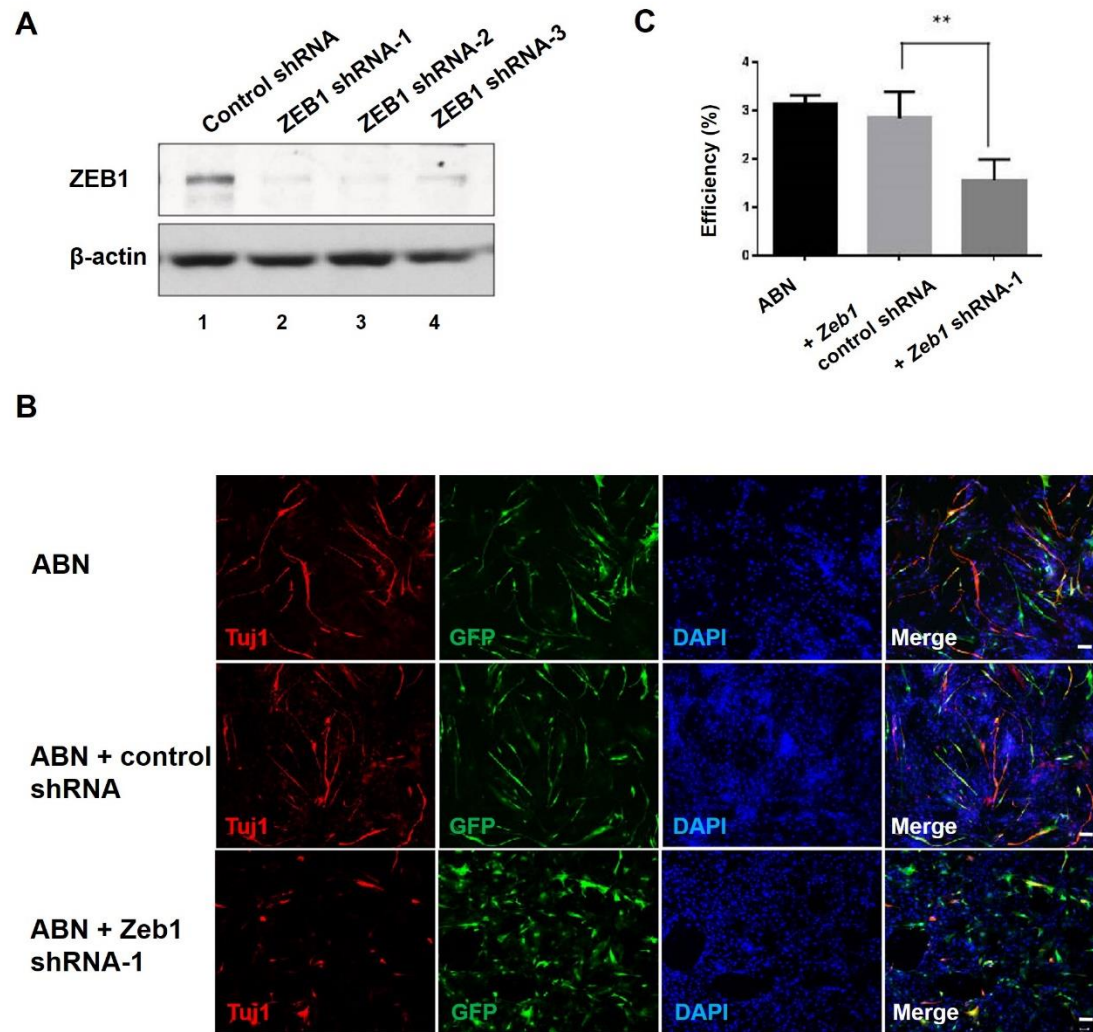 A
Control shRNA
ZEB1 shRNA-1
ZEB1 shRNA-2
ZEB1 shRNA-3
ZEB1
β-actin
1 2 3 4
C
**
Efficiency (%)
4
3
2
1
0
ABN
+ Zeb1
control shRNA
+ Zeb1 shRNA-1
B
ABN
Tuj1 GFP DAPI Merge
ABN + control
shRNA
Tuj1 GFP DAPI Merge
ABN + Zeb1
shRNA-1
Tuj1 GFP DAPI Merge